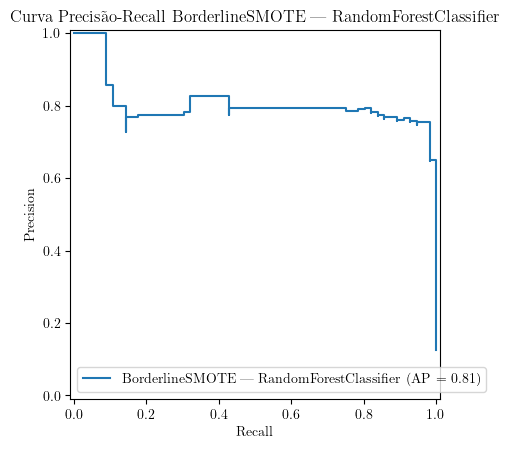 Curva Precisão-Recall BorderlineSMOTE — RandomForestClassifier
1.0
0.8
0.6
0.4
0.2
0.0
Precision
BorderlineSMOTE — RandomForestClassifier (AP = 0.81)
0.0 0.2 0.4 0.6 0.8 1.0
Recall